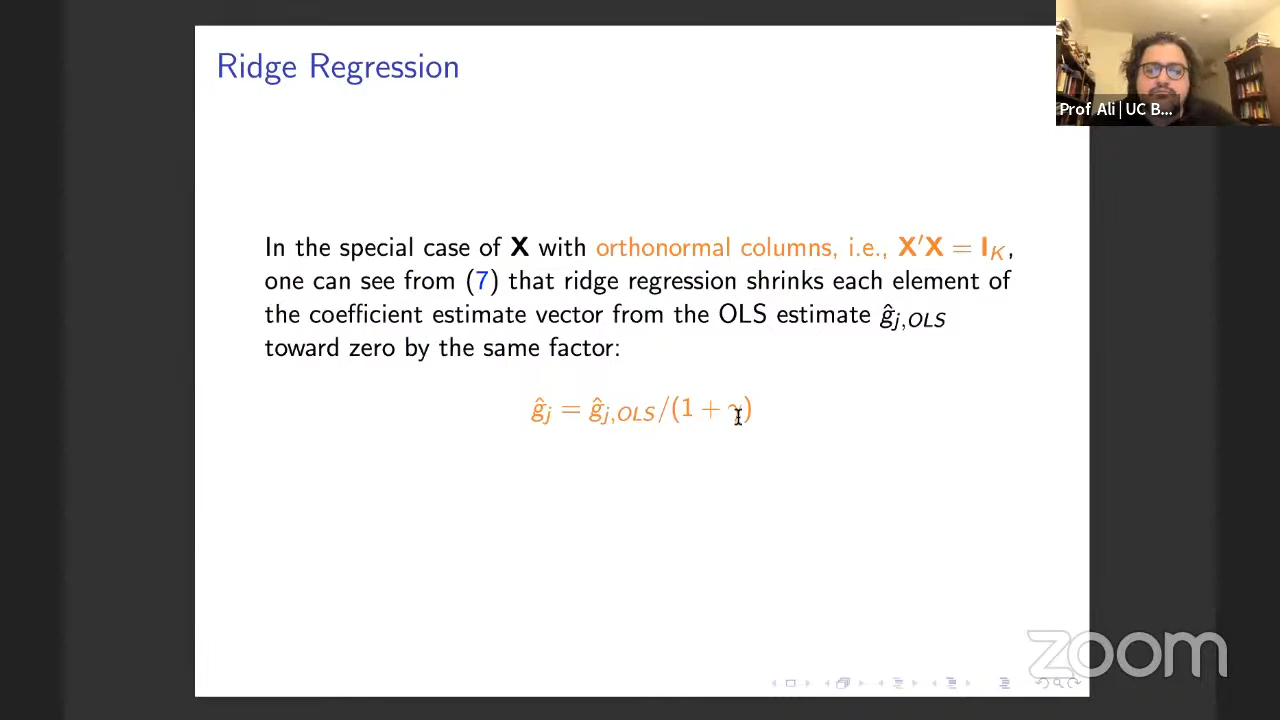 Ridge Regression
Prof Ali | UC B...
In the special case of X with orthonormal columns, i.e., X′X = I_K,
one can see from (7) that ridge regression shrinks each element of
the coefficient estimate vector from the OLS estimate ĝ_{j,OLS}
toward zero by the same factor:
ĝ_j = ĝ_{j,OLS}/(1 + γ)
zoom